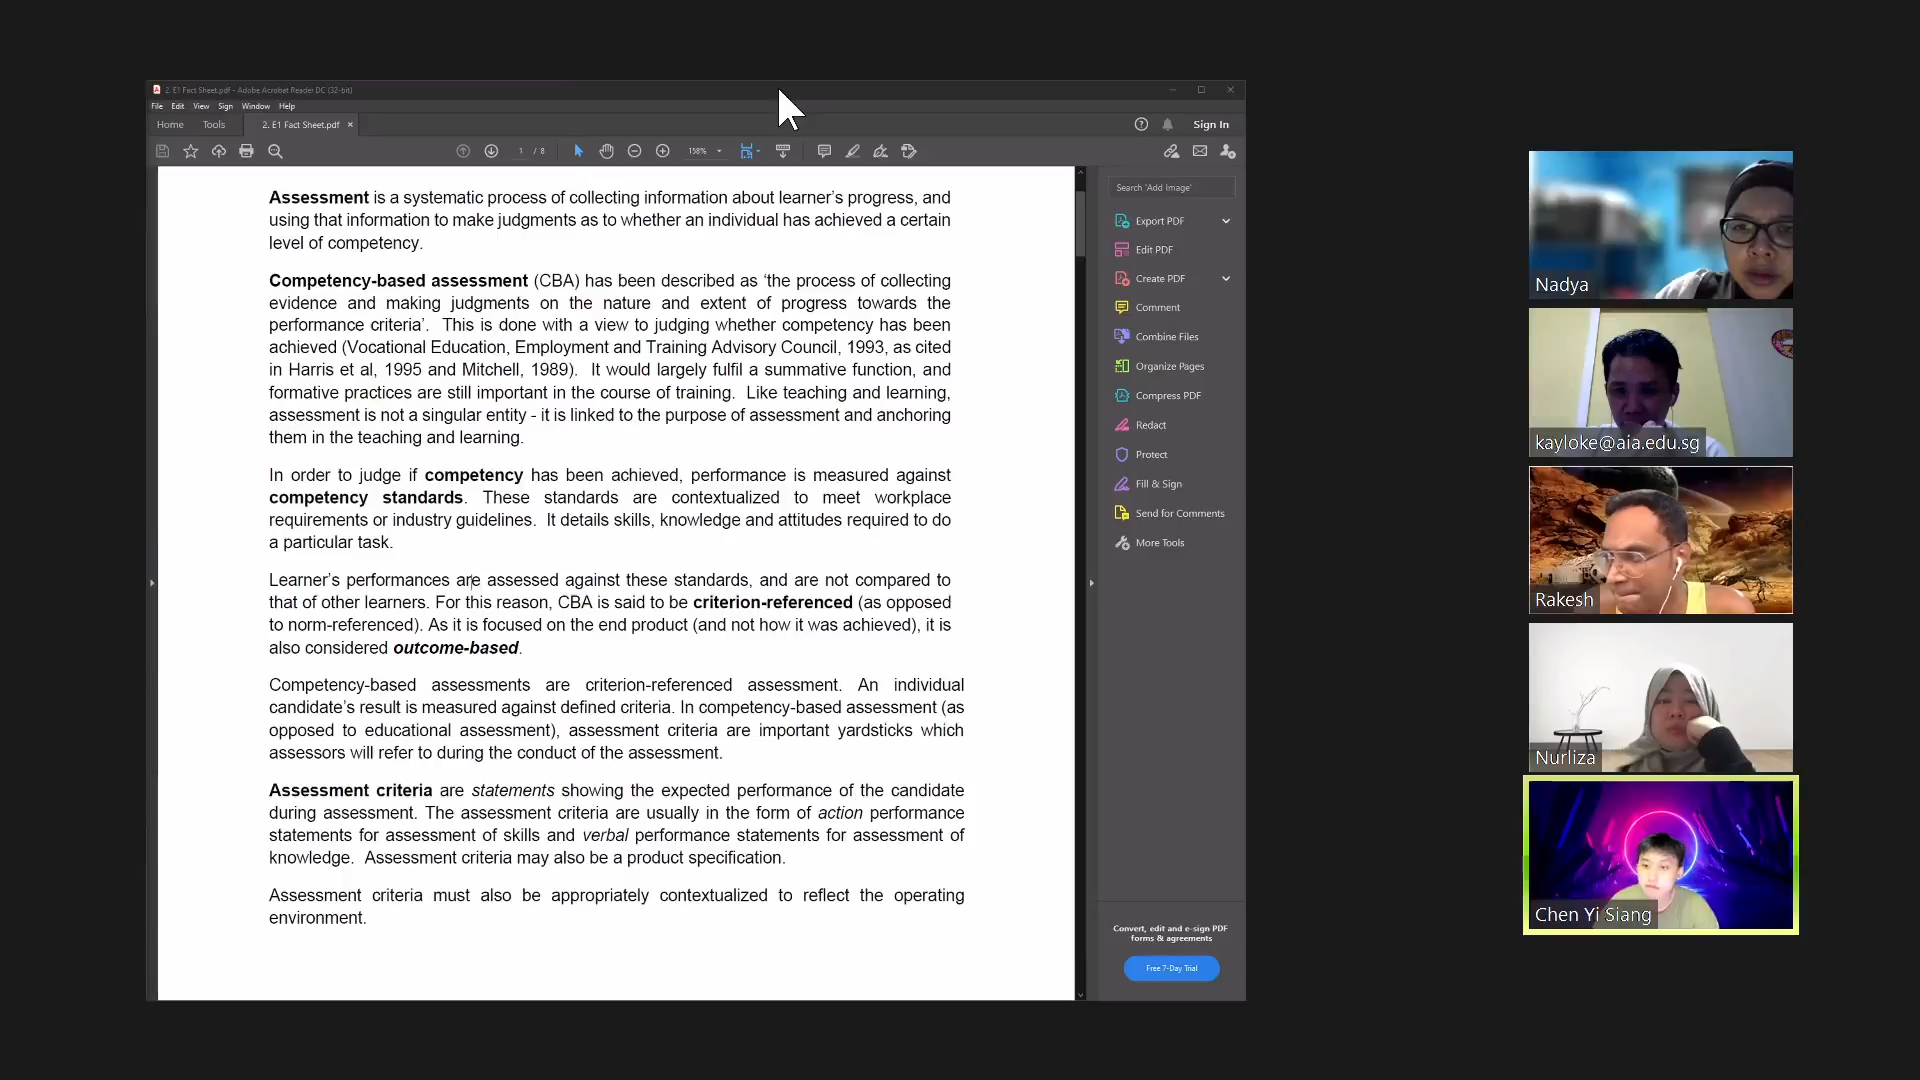 2. E1 Fact Sheet.pdf - Adobe Acrobat Reader DC (32-bit)
File Edit View Sign Window Help
Home Tools 2. E1 Fact Sheet.pdf × Sign In
1 / 8 158%
Assessment is a systematic process of collecting information about learner’s progress, and
using that information to make judgments as to whether an individual has achieved a certain
level of competency.
Competency-based assessment (CBA) has been described as ‘the process of collecting
evidence and making judgments on the nature and extent of progress towards the
performance criteria’. This is done with a view to judging whether competency has been
achieved (Vocational Education, Employment and Training Advisory Council, 1993, as cited
in Harris et al, 1995 and Mitchell, 1989). It would largely fulfil a summative function, and
formative practices are still important in the course of training. Like teaching and learning,
assessment is not a singular entity - it is linked to the purpose of assessment and anchoring
them in the teaching and learning.
In order to judge if competency has been achieved, performance is measured against
competency standards. These standards are contextualized to meet workplace
requirements or industry guidelines. It details skills, knowledge and attitudes required to do
a particular task.
Learner’s performances are assessed against these standards, and are not compared to
that of other learners. For this reason, CBA is said to be criterion-referenced (as opposed
to norm-referenced). As it is focused on the end product (and not how it was achieved), it is
also considered outcome-based.
Competency-based assessments are criterion-referenced assessment. An individual
candidate’s result is measured against defined criteria. In competency-based assessment (as
opposed to educational assessment), assessment criteria are important yardsticks which
assessors will refer to during the conduct of the assessment.
Assessment criteria are statements showing the expected performance of the candidate
during assessment. The assessment criteria are usually in the form of action performance
statements for assessment of skills and verbal performance statements for assessment of
knowledge. Assessment criteria may also be a product specification.
Assessment criteria must also be appropriately contextualized to reflect the operating
environment.
Search 'Add Image'
Export PDF
Edit PDF
Create PDF
Comment
Combine Files
Organize Pages
Compress PDF
Redact
Protect
Fill & Sign
Send for Comments
More Tools
Convert, edit and e-sign PDF
forms & agreements
Free 7-Day Trial
Nadya
kayloke@aia.edu.sg
Rakesh
Nurliza
Chen Yi Siang